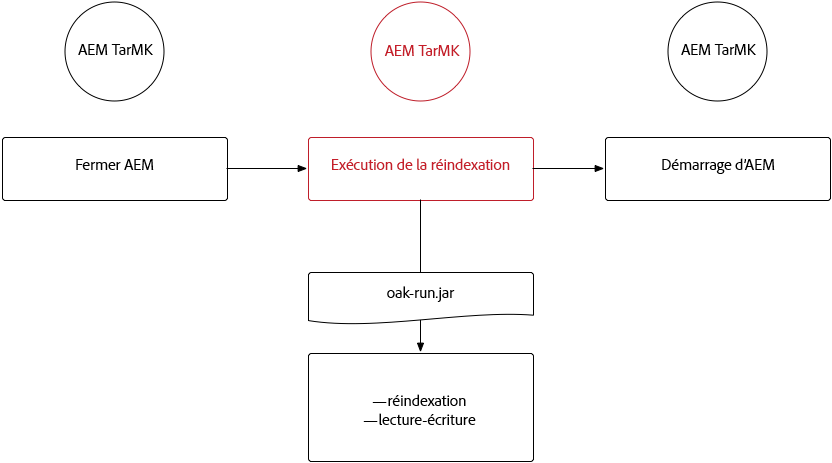 AEM TarMK
AEM TarMK
AEM TarMK
Fermer AEM
Exécution de la réindexation
Démarrage d'AEM
oak-run.jar
—réindexation
—lecture-écriture